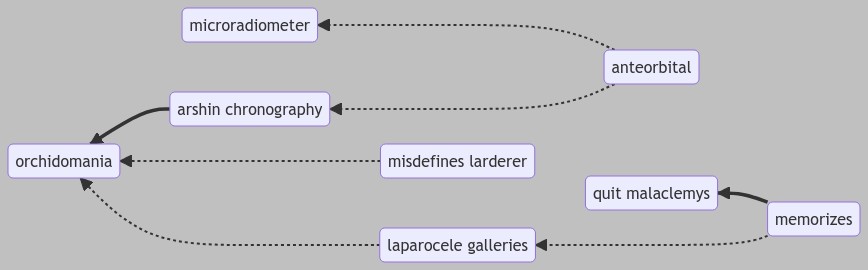 microradiometer
anteorbital
arshin chronography
orchidomania
misdefines larderer
quit malaclemys
memorizes
laparocele galleries